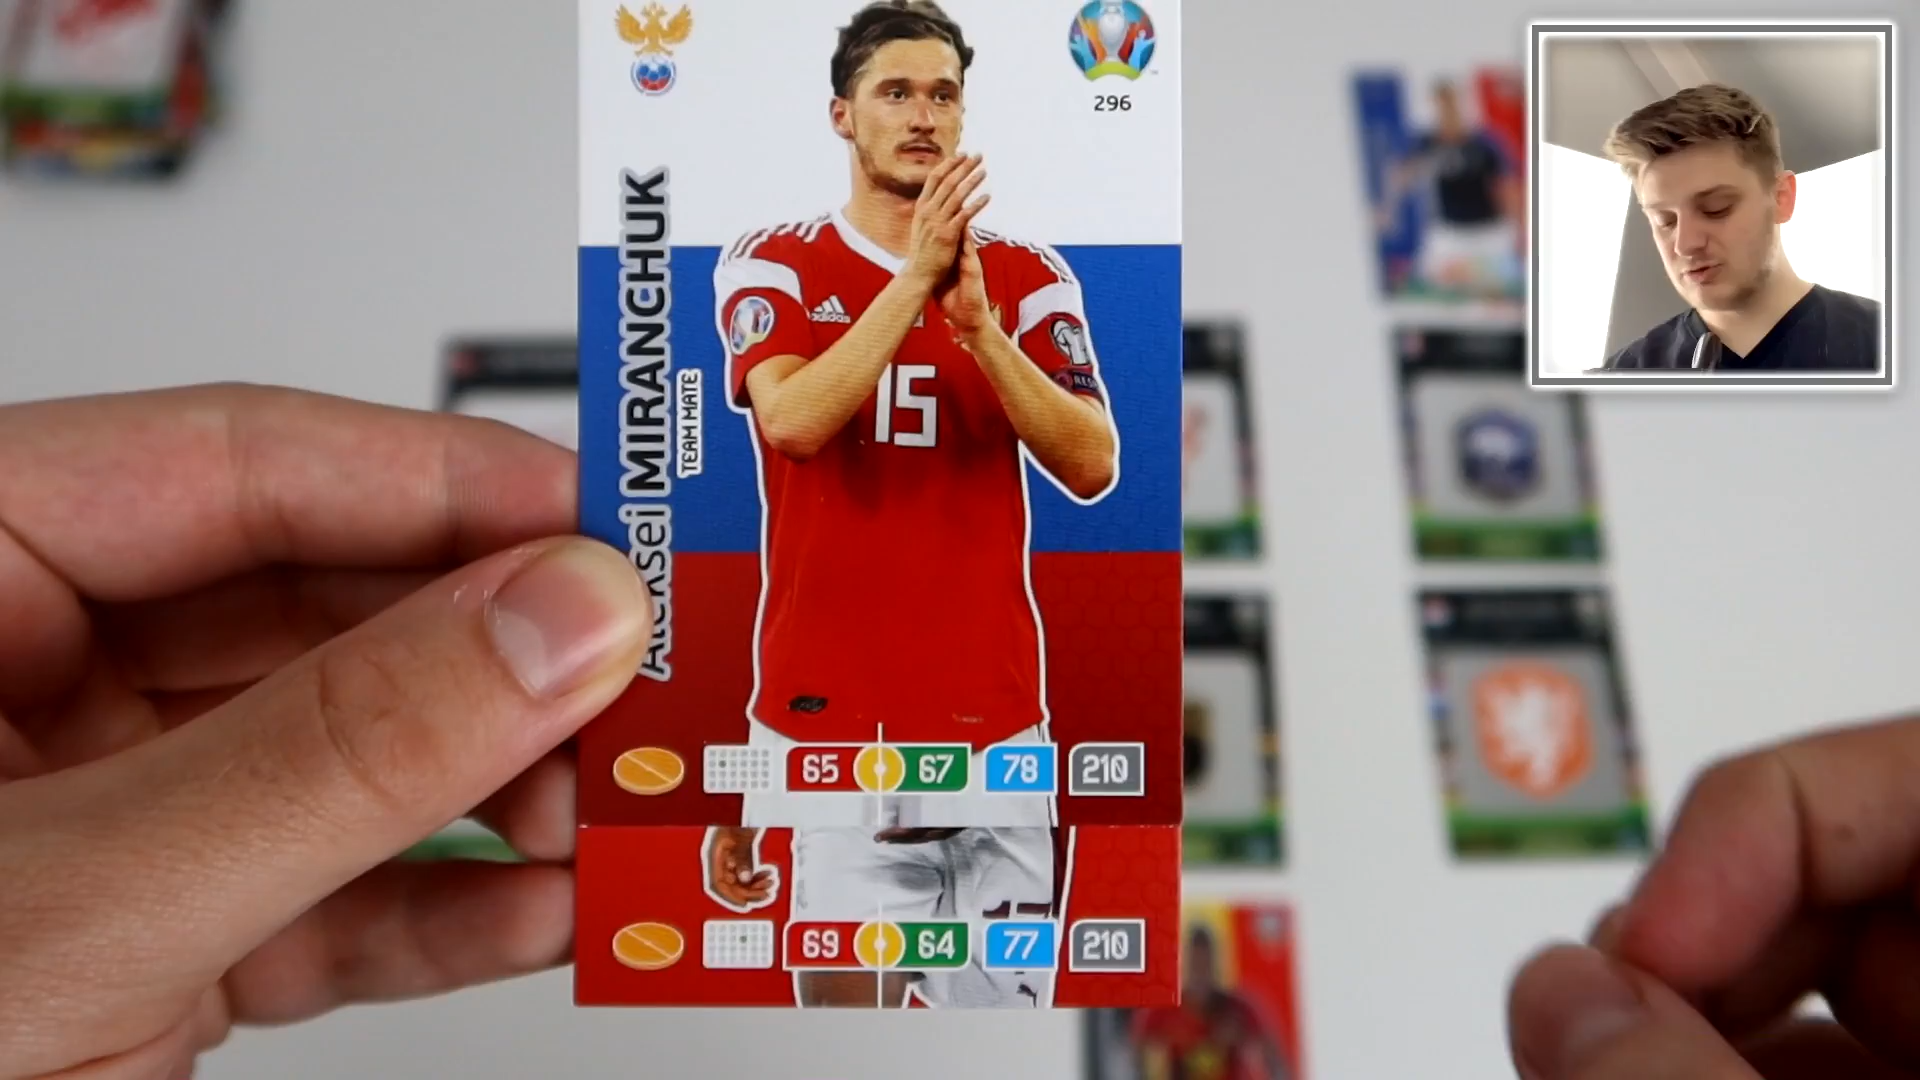 296
Aleksei MIRANCHUK
TEAM MATE
adidas
15
65 67 78 210
69 64 77 210